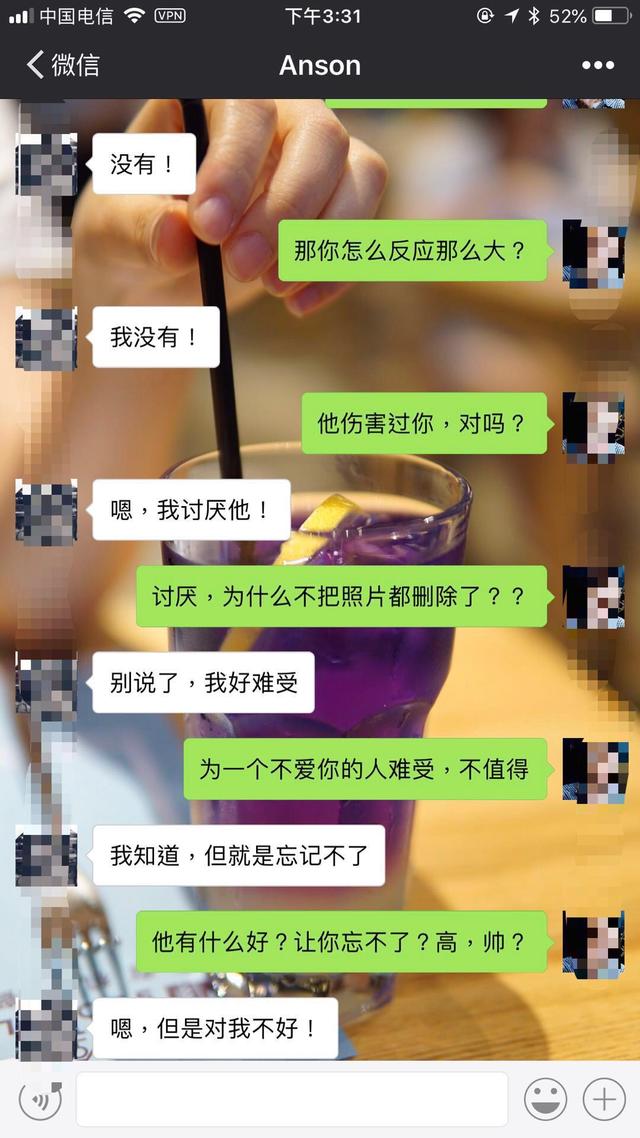 中国电信 VPN 下午3:31 52%
微信 Anson
没有！
那你怎么反应那么大？
我没有！
他伤害过你，对吗？
嗯，我讨厌他！
讨厌，为什么不把照片都删除了？？
别说了，我好难受
为一个不爱你的人难受，不值得
我知道，但就是忘记不了
他有什么好？让你忘不了？高，帅？
嗯，但是对我不好！